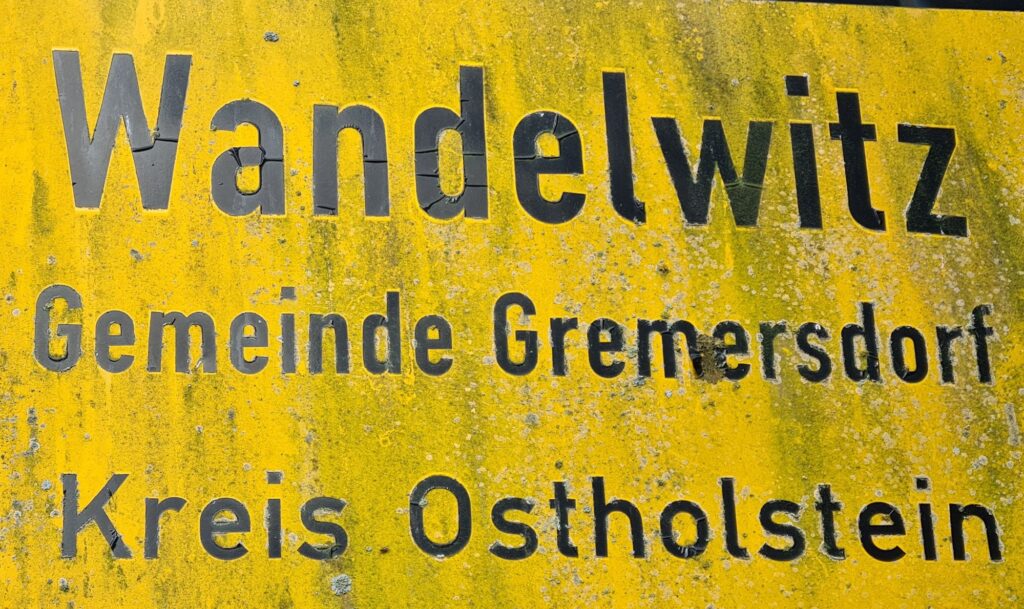 Wandelwitz
Gemeinde Gremersdorf
Kreis Ostholstein